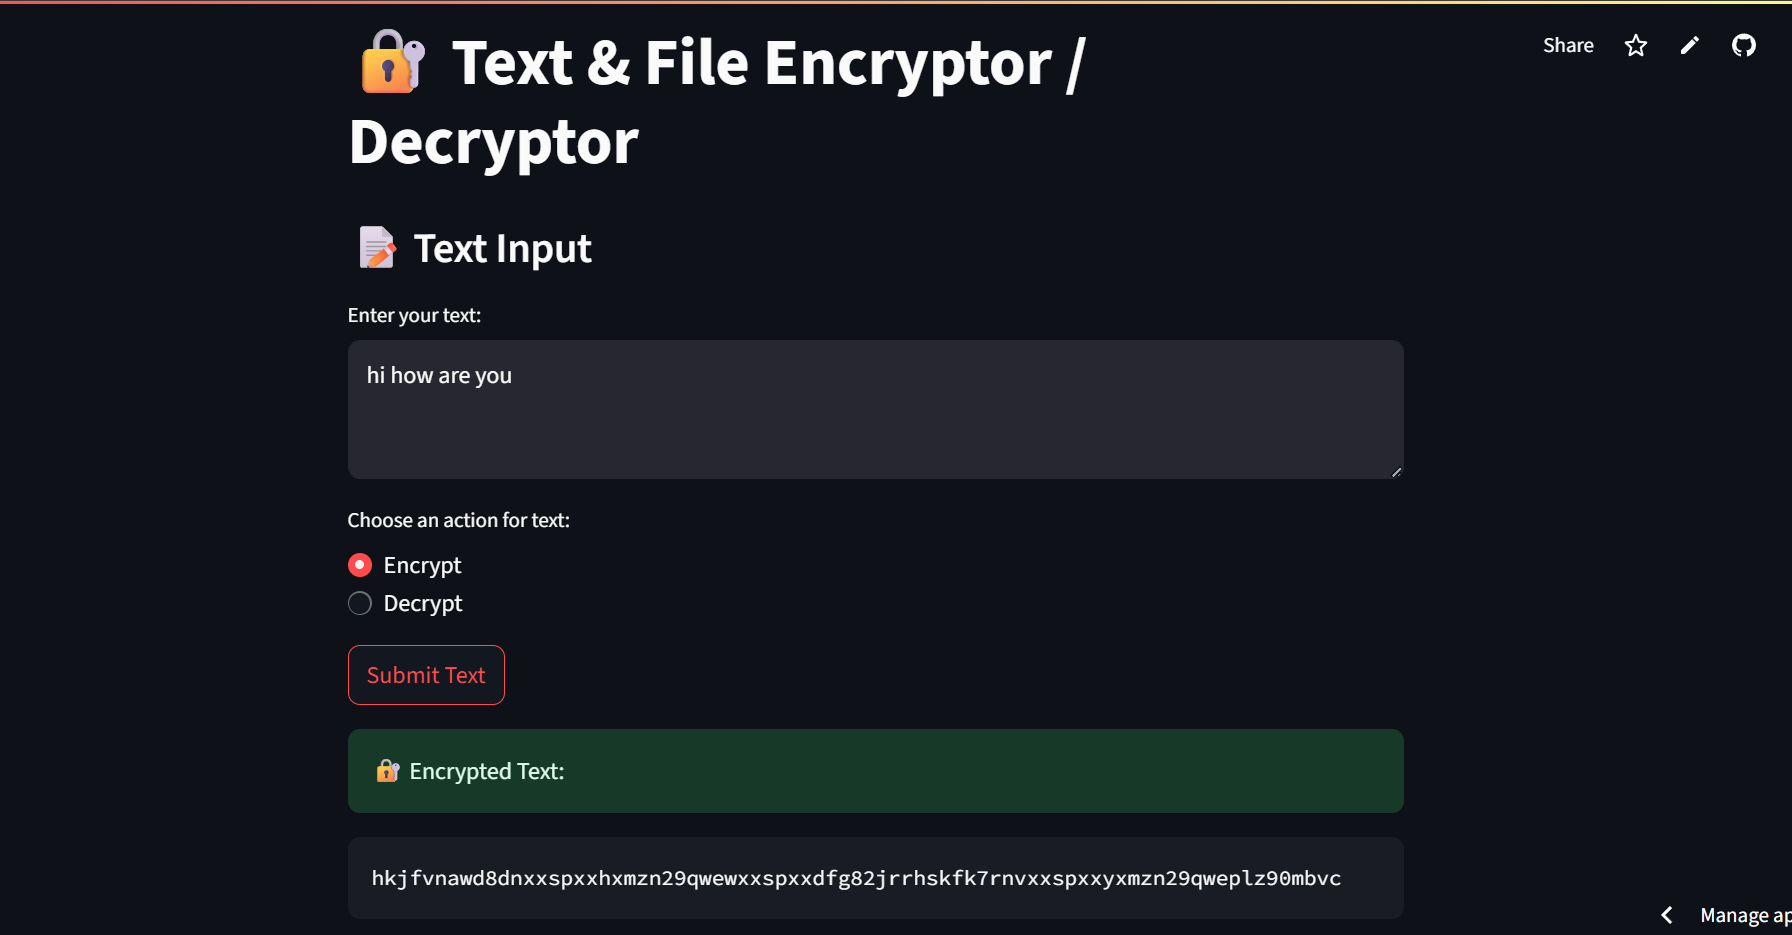 Share
Text & File Encryptor /
Decryptor
Text Input
Enter your text:
hi how are you
Choose an action for text:
Encrypt
Decrypt
Submit Text
Encrypted Text:
hkjfvnawd8dnxxspxxhxmzn29qwewxxspxxdfg82jrrhskfk7rnvxxspxxyxmzn29qweplz90mbvc
Manage ap